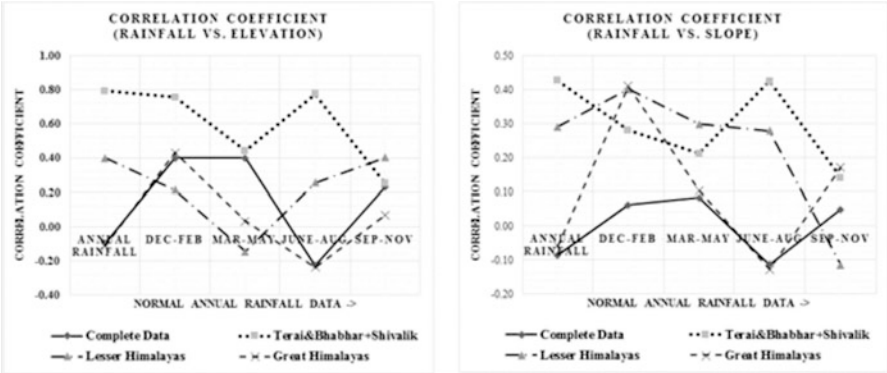 CORRELATION COEFFICIENT
(RAINFALL VS. ELEVATION)
CORRELATION COEFFICIENT
1.00
0.80
0.60
0.40
0.20
0.00
-0.20
-0.40
ANNUAL RAINFALL
DEC-FEB
MAR-MAY
JUNE-AUG
SEP-NOV
NORMAL ANNUAL RAINFALL DATA ->
Complete Data
Terai&Bhabhar+Shivalik
Lesser Himalayas
Great Himalayas
CORRELATION COEFFICIENT
(RAINFALL VS. SLOPE)
CORRELATION COEFFICIENT
0.50
0.40
0.30
0.20
0.10
0.00
-0.10
-0.20
ANNUAL RAINFALL
DEC-FEB
MAR-MAY
JUNE-AUG
SEP-NOV
NORMAL ANNUAL RAINFALL DATA ->
Complete Data
Terai&Bhabhar+Shivalik
Lesser Himalayas
Great Himalayas